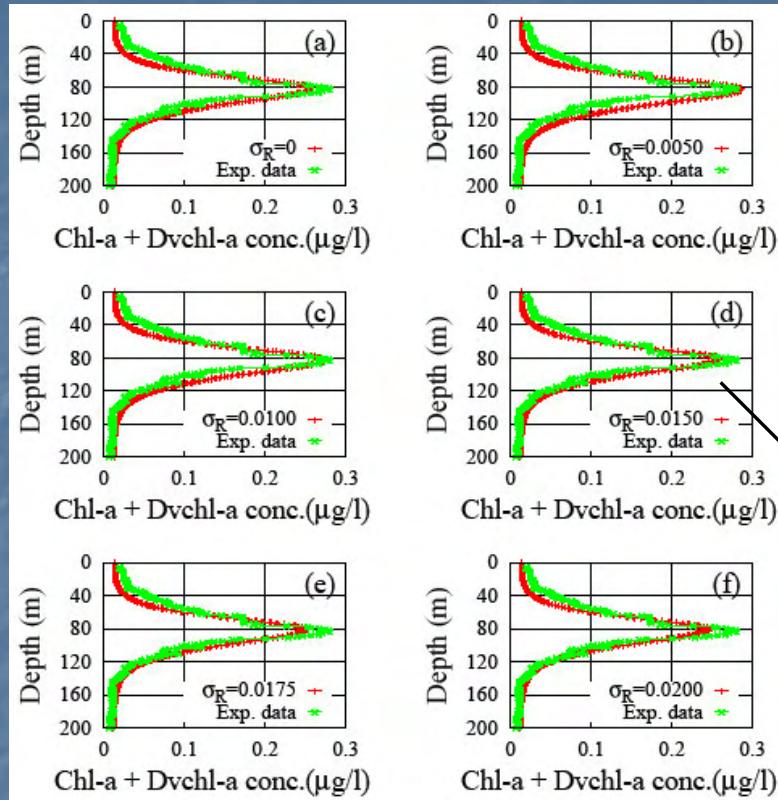 0
40
80
120
160
200
Depth (m)
(a)
σR=0
Exp. data
0 0.1 0.2 0.3
Chl-a + Dvchl-a conc.(μg/l)
0
40
80
120
160
200
Depth (m)
(b)
σR=0.0050
Exp. data
0 0.1 0.2 0.3
Chl-a + Dvchl-a conc.(μg/l)
0
40
80
120
160
200
Depth (m)
(c)
σR=0.0100
Exp. data
0 0.1 0.2 0.3
Chl-a + Dvchl-a conc.(μg/l)
0
40
80
120
160
200
Depth (m)
(d)
σR=0.0150
Exp. data
0 0.1 0.2 0.3
Chl-a + Dvchl-a conc.(μg/l)
0
40
80
120
160
200
Depth (m)
(e)
σR=0.0175
Exp. data
0 0.1 0.2 0.3
Chl-a + Dvchl-a conc.(μg/l)
0
40
80
120
160
200
Depth (m)
(f)
σR=0.0200
Exp. data
0 0.1 0.2 0.3
Chl-a + Dvchl-a conc.(μg/l)